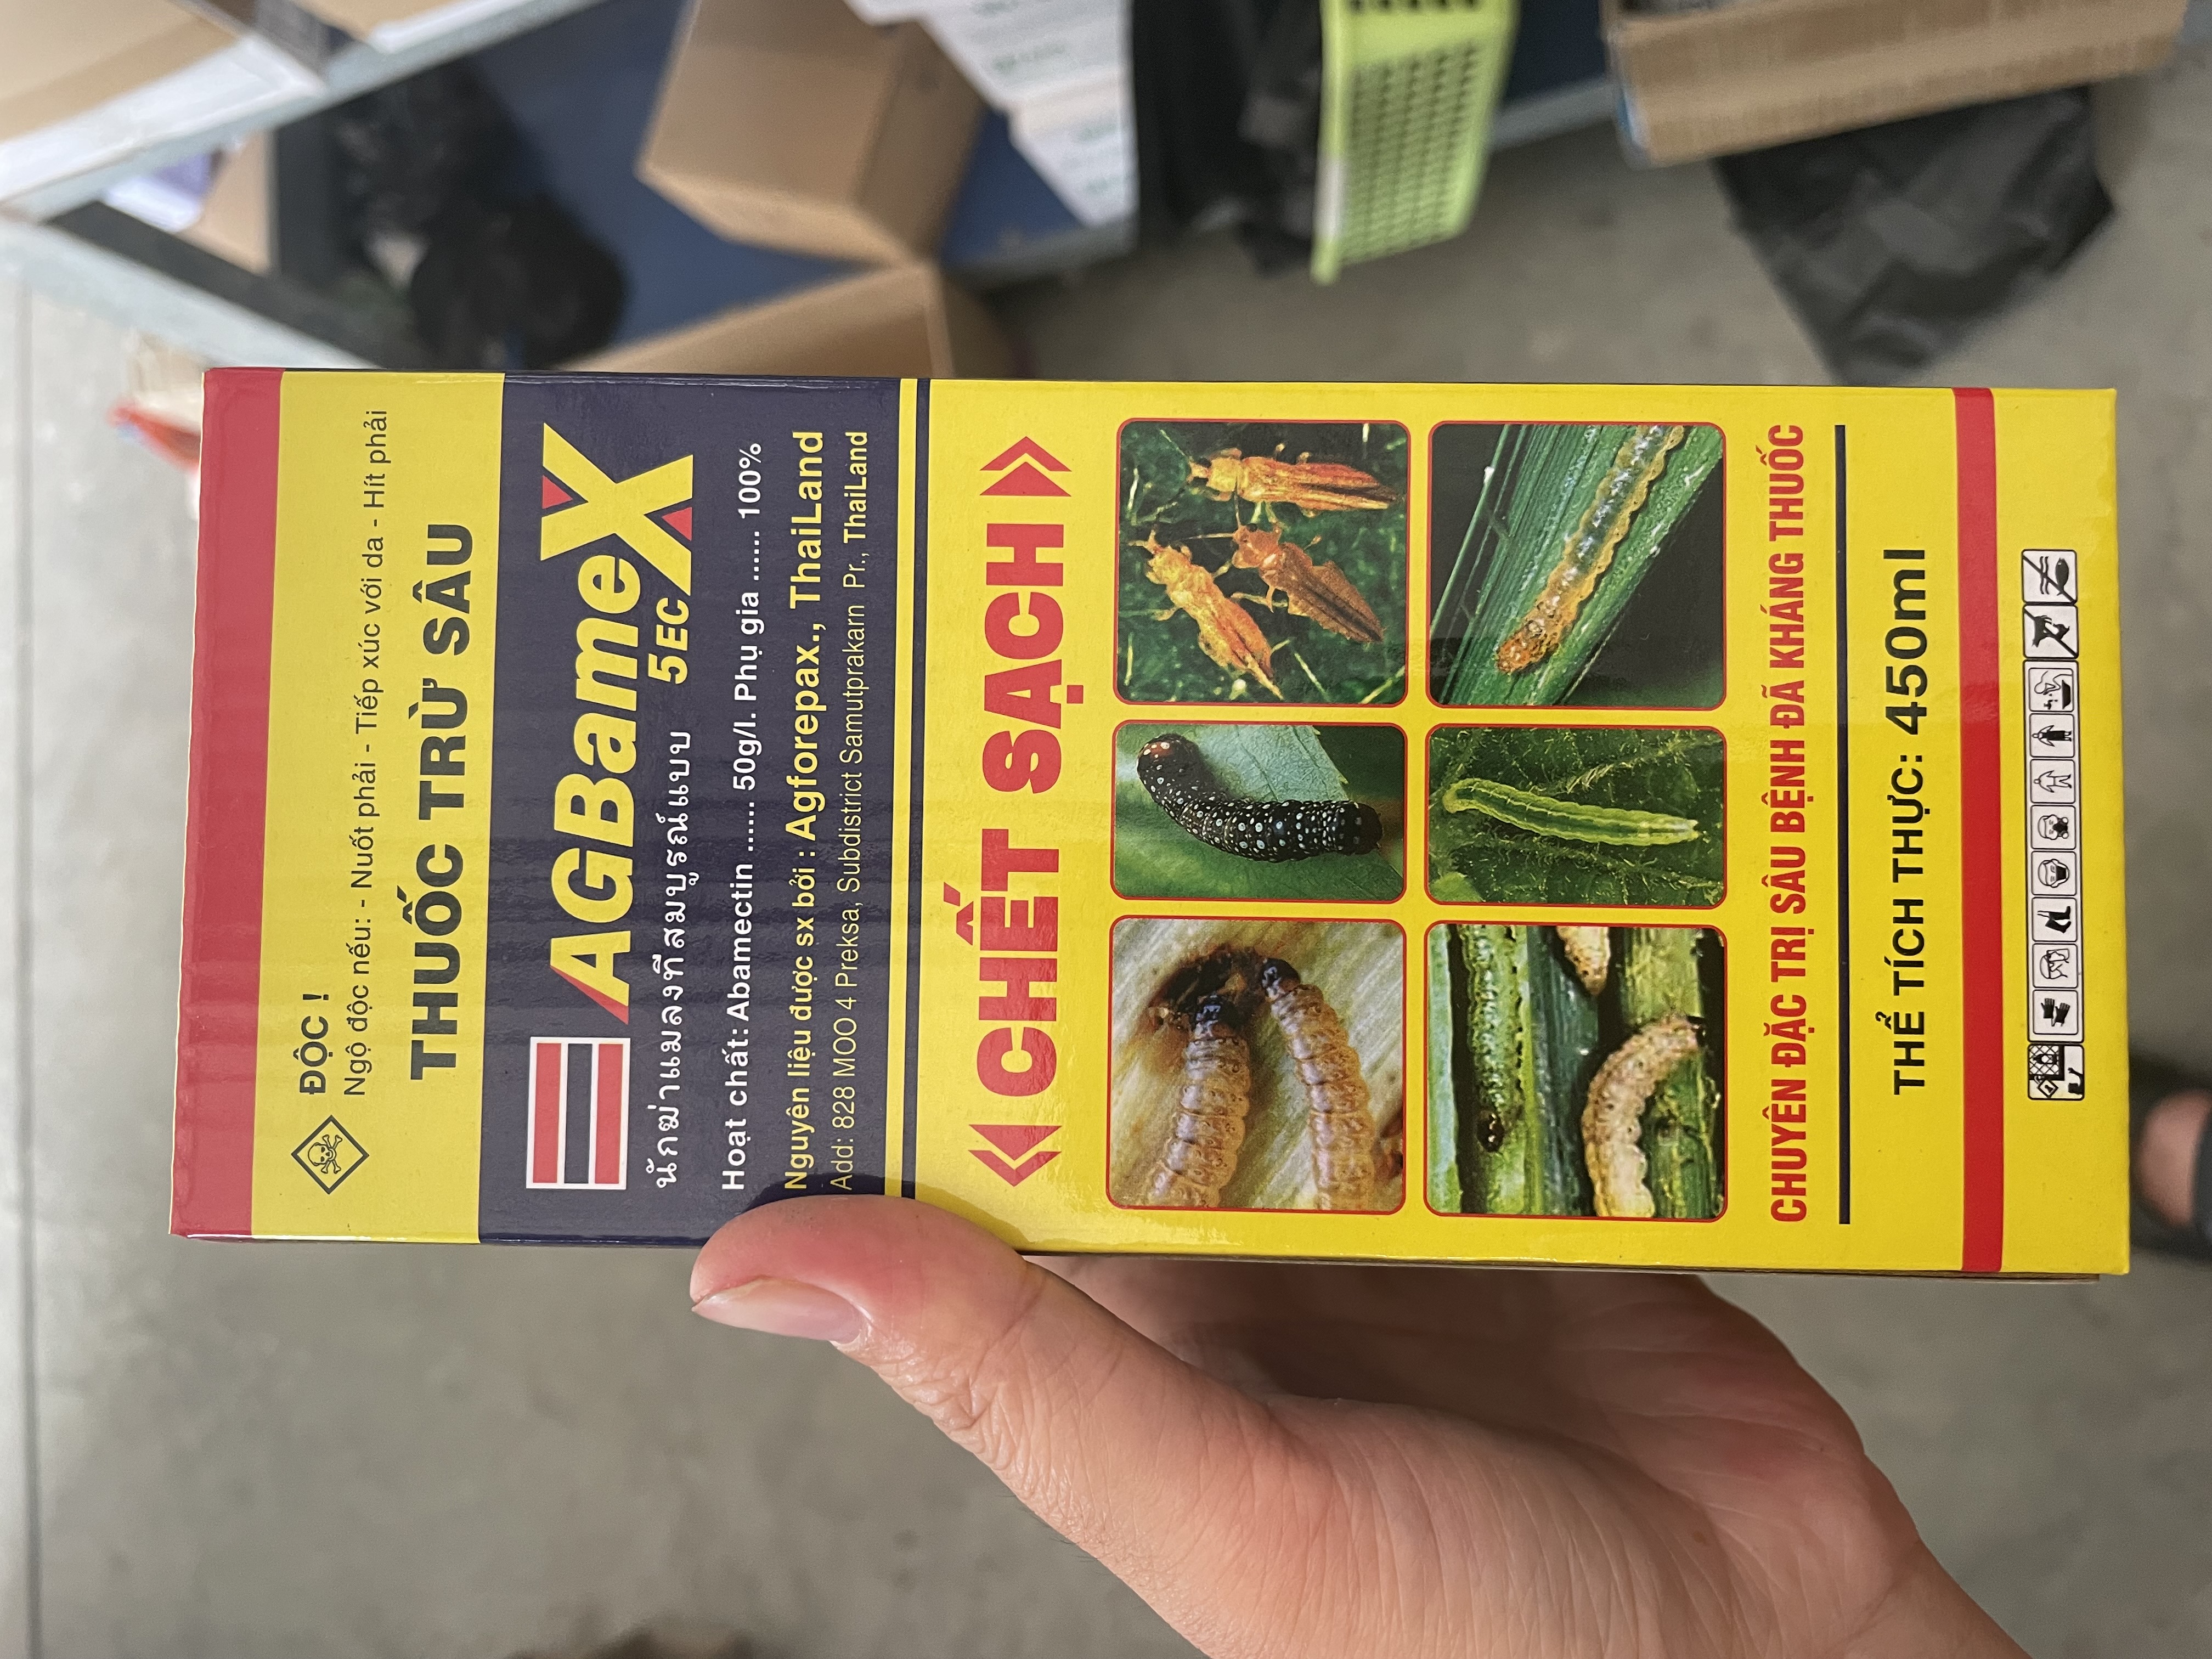 ĐỘC !
Ngộ độc nếu: - Nuốt phải - Tiếp xúc với da - Hít phải
THUỐC TRỪ SÂU
AGBameX
5EC
นักฆ่าแมลงที่สมบูรณ์แบบ
Hoạt chất: Abamectin ...... 50g/l. Phụ gia ...... 100%
Nguyên liệu được sx bởi : Agforepax., ThaiLand
Add: 828 MOO 4 Preksa, Subdistrict Samutprakarn Pr., ThaiLand
CHẾT SẠCH
CHUYÊN ĐẶC TRỊ SÂU BỆNH ĐÃ KHÁNG THUỐC
THỂ TÍCH THỰC: 450ml